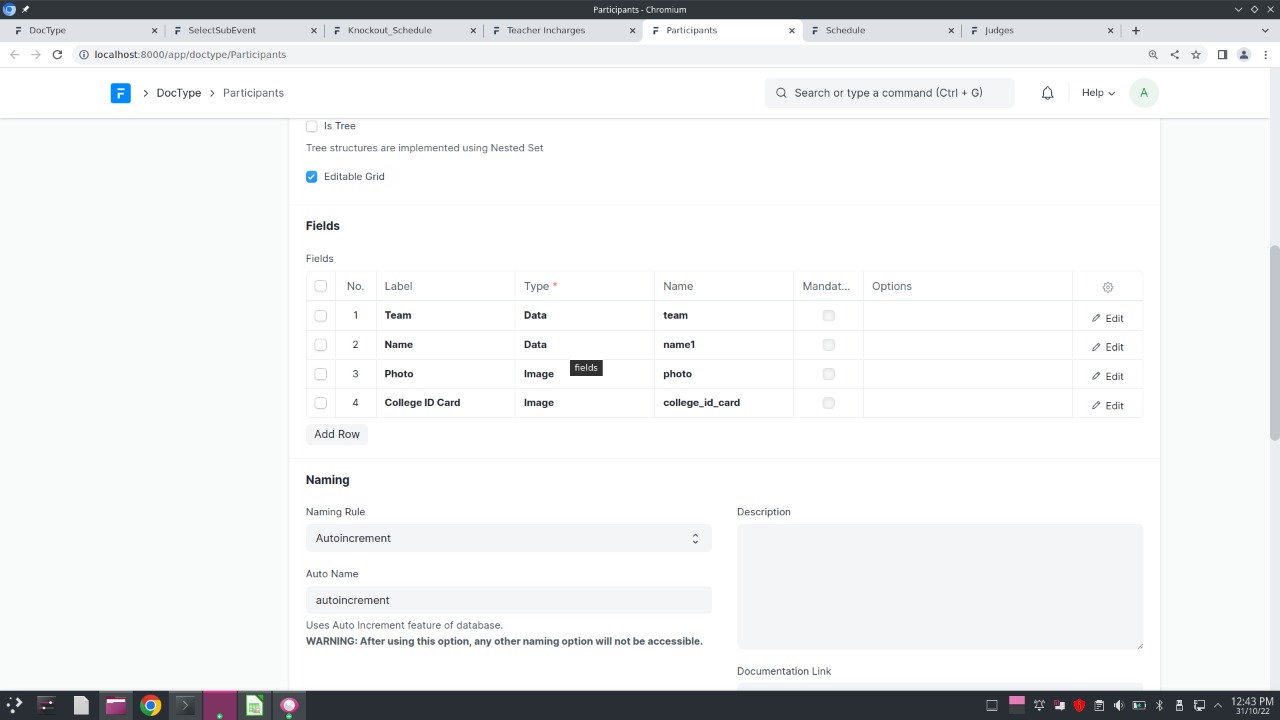 Participants - Chromium
DocType
SelectSubEvent
Knockout_Schedule
Teacher Incharges
Participants
Schedule
Judges
localhost:8000/app/doctype/Participants
DocType
Participants
Search or type a command (Ctrl + G)
Help
A
Is Tree
Tree structures are implemented using Nested Set
Editable Grid
Fields
Fields
No. Label Type * Name Mandat... Options
1 Team Data team Edit
2 Name Data name1 Edit
fields
3 Photo Image photo Edit
4 College ID Card Image college_id_card Edit
Add Row
Naming
Naming Rule
Autoincrement
Auto Name
autoincrement
Uses Auto Increment feature of database.
WARNING: After using this option, any other naming option will not be accessible.
Description
Documentation Link
12:43 PM
31/10/22